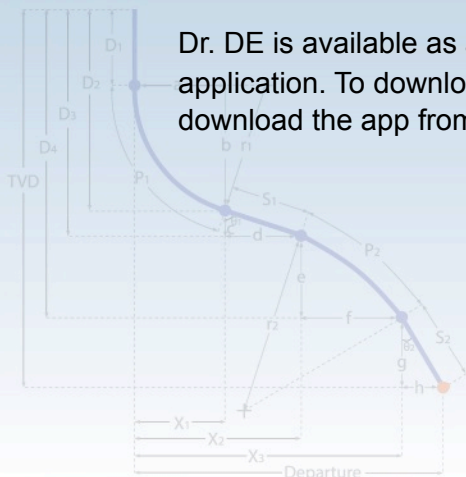 Dr. DE is available as
application. To downlo
download the app from
D1
D2
D3
D4
TVD
b r1
P1
S1
d
P2
e
r2
f
S2
g
h
X1
X2
X3
Departure